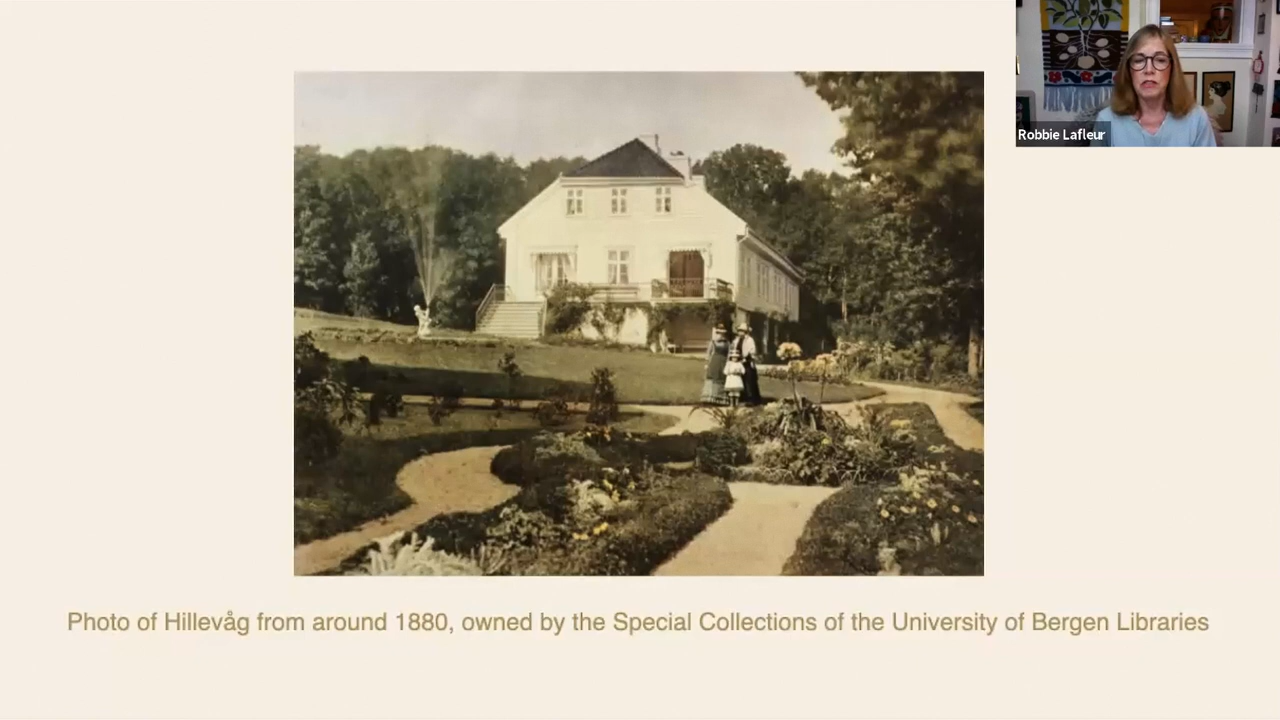 Robbie Lafleur
Photo of Hillevåg from around 1880, owned by the Special Collections of the University of Bergen Libraries